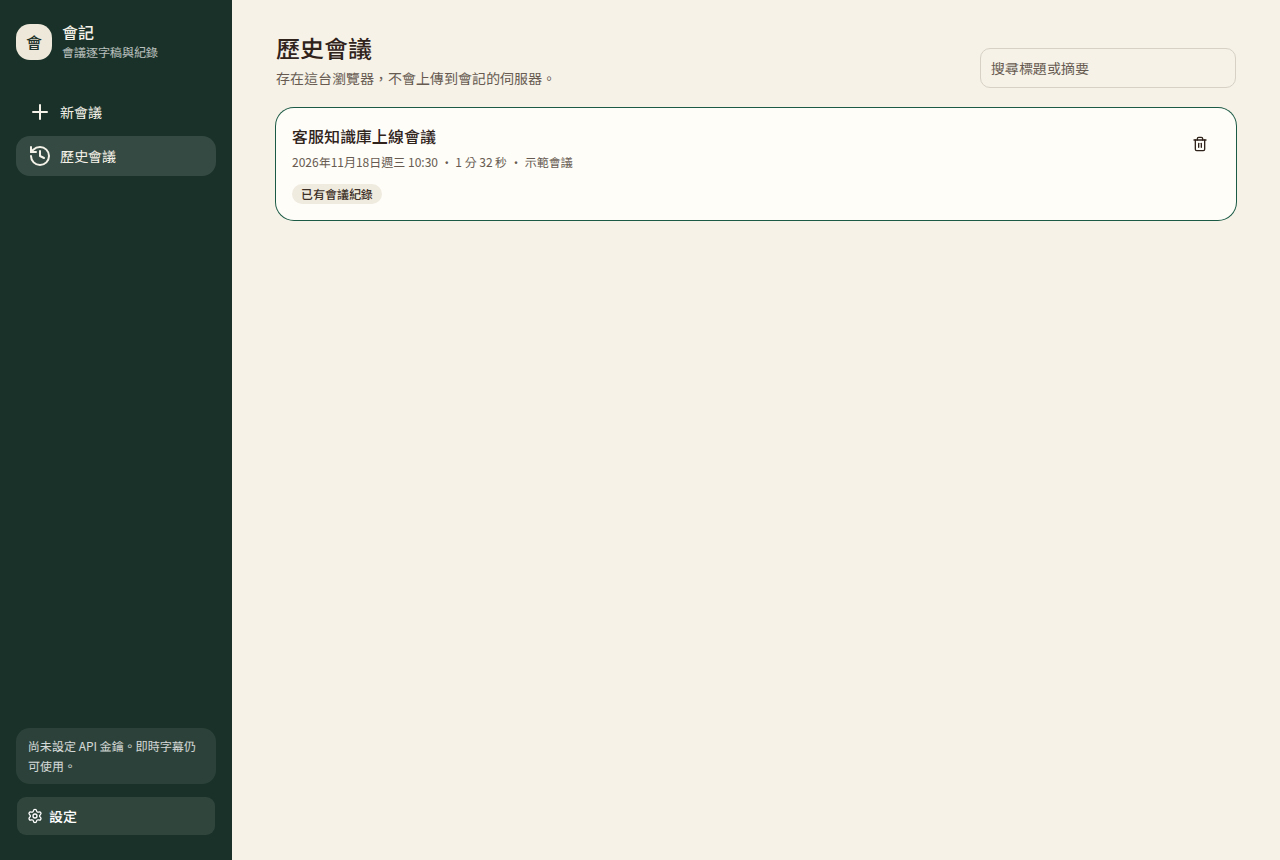 會
會記
會議逐字稿與紀錄
新會議
歷史會議
尚未設定 API 金鑰。即時字幕仍
可使用。
設定
歷史會議
存在這台瀏覽器，不會上傳到會記的伺服器。
搜尋標題或摘要
客服知識庫上線會議
2026年11月18日週三 10:30 · 1 分 32 秒 · 示範會議
已有會議紀錄